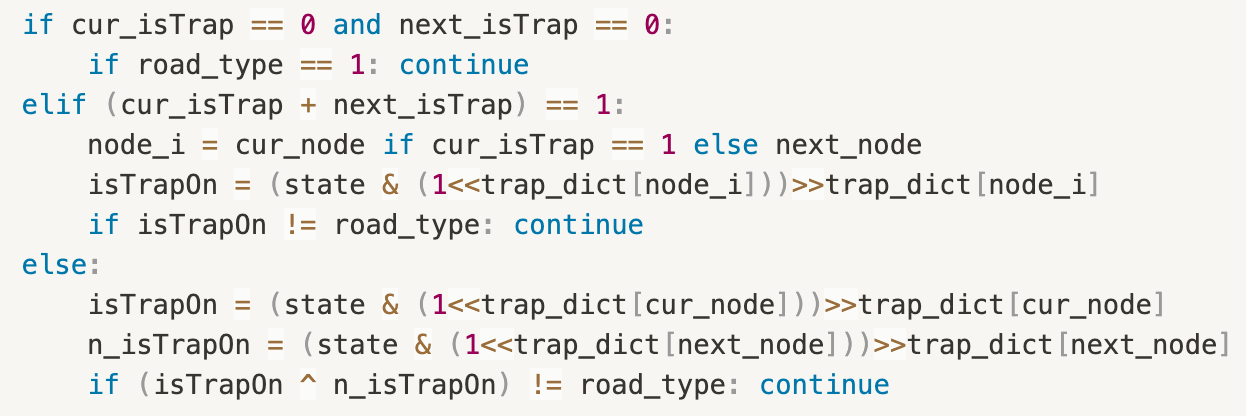 if cur_isTrap == 0 and next_isTrap == 0:
    if road_type == 1: continue
elif (cur_isTrap + next_isTrap) == 1:
    node_i = cur_node if cur_isTrap == 1 else next_node
    isTrapOn = (state & (1<<trap_dict[node_i]))>>trap_dict[node_i]
    if isTrapOn != road_type: continue
else:
    isTrapOn = (state & (1<<trap_dict[cur_node]))>>trap_dict[cur_node]
    n_isTrapOn = (state & (1<<trap_dict[next_node]))>>trap_dict[next_node]
    if (isTrapOn ^ n_isTrapOn) != road_type: continue